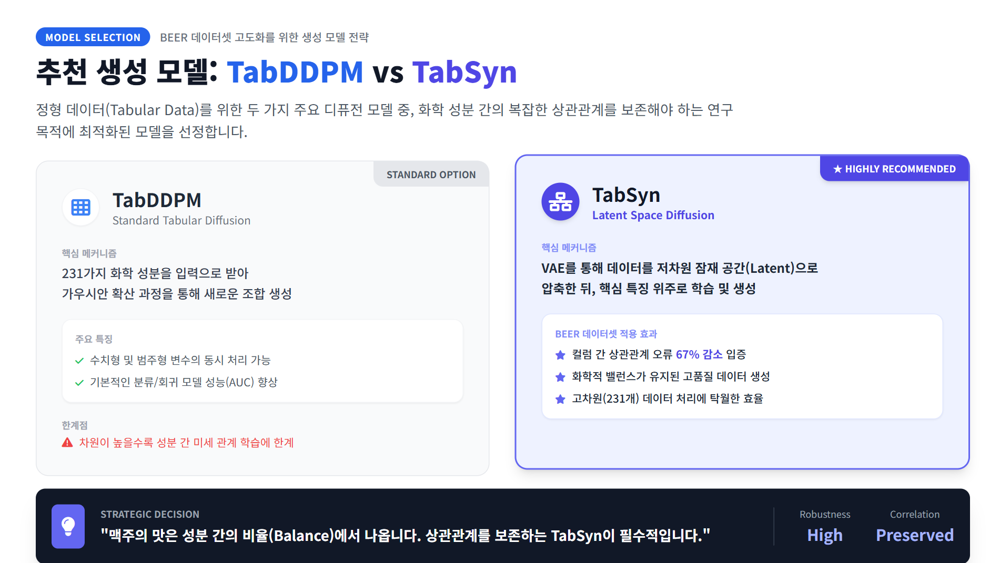 MODEL SELECTION BEER 데이터셋 고도화를 위한 생성 모델 전략
추천 생성 모델: TabDDPM vs TabSyn
정형 데이터(Tabular Data)를 위한 두 가지 주요 디퓨전 모델 중, 화학 성분 간의 복잡한 상관관계를 보존해야 하는 연구
목적에 최적화된 모델을 선정합니다.
STANDARD OPTION
TabDDPM
Standard Tabular Diffusion
핵심 메커니즘
231가지 화학 성분을 입력으로 받아
가우시안 확산 과정을 통해 새로운 조합 생성
주요 특징
수치형 및 범주형 변수의 동시 처리 가능
기본적인 분류/회귀 모델 성능(AUC) 향상
한계점
차원이 높을수록 성분 간 미세 관계 학습에 한계
★ HIGHLY RECOMMENDED
TabSyn
Latent Space Diffusion
핵심 메커니즘
VAE를 통해 데이터를 저차원 잠재 공간(Latent)으로
압축한 뒤, 핵심 특징 위주로 학습 및 생성
BEER 데이터셋 적용 효과
컬럼 간 상관관계 오류 67% 감소 입증
화학적 밸런스가 유지된 고품질 데이터 생성
고차원(231개) 데이터 처리에 탁월한 효율
STRATEGIC DECISION
"맥주의 맛은 성분 간의 비율(Balance)에서 나옵니다. 상관관계를 보존하는 TabSyn이 필수적입니다."
Robustness
High
Correlation
Preserved